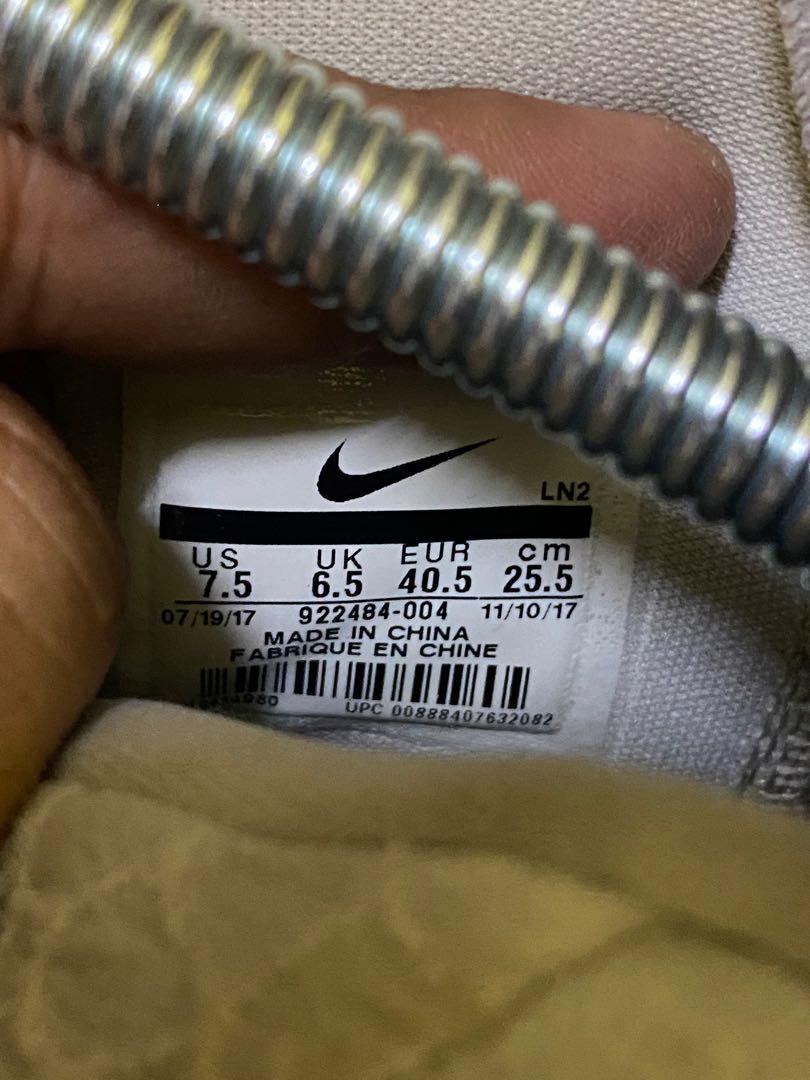 LN2
US UK EUR cm
7.5 6.5 40.5 25.5
07/19/17 922484-004 11/10/17
MADE IN CHINA
FABRIQUE EN CHINE
UPC 00888407632082